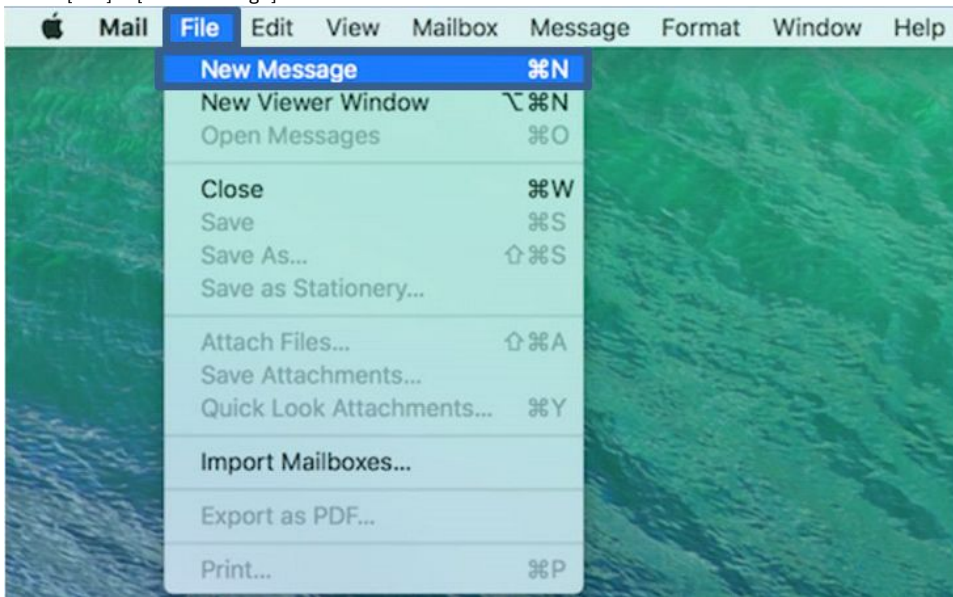 Mail File Edit View Mailbox Message Format Window Help
New Message ⌘N
New Viewer Window ⌥⌘N
Open Messages ⌘O
Close ⌘W
Save ⌘S
Save As... ⇧⌘S
Save as Stationery...
Attach Files... ⇧⌘A
Save Attachments...
Quick Look Attachments... ⌘Y
Import Mailboxes...
Export as PDF...
Print... ⌘P